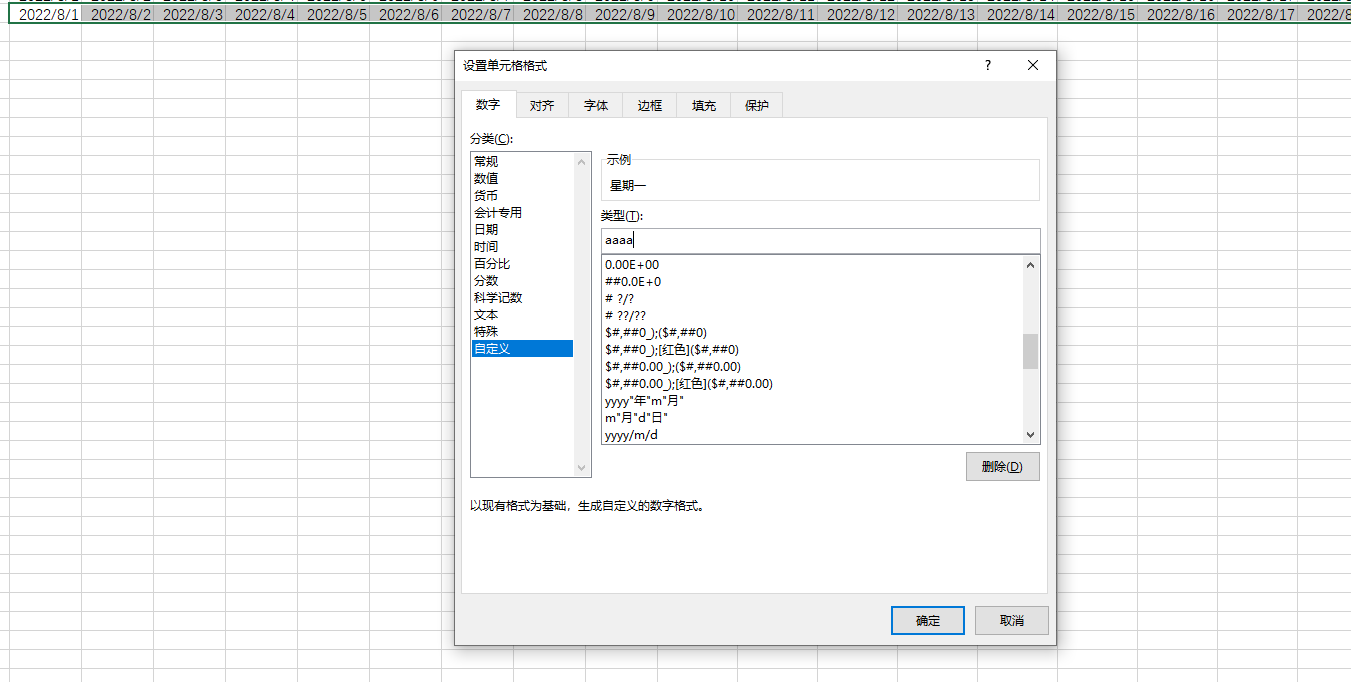 2022/8/1 2022/8/2 2022/8/3 2022/8/4 2022/8/5 2022/8/6 2022/8/7 2022/8/8 2022/8/9 2022/8/10 2022/8/11 2022/8/12 2022/8/13 2022/8/14 2022/8/15 2022/8/16 2022/8/17
设置单元格格式 ?
数字 对齐 字体 边框 填充 保护
分类(C):
常规
数值
货币
会计专用
日期
时间
百分比
分数
科学记数
文本
特殊
自定义
示例
星期一
类型(T):
aaaa
0.00E+00
##0.0E+0
# ?/?
# ??/??
$#,##0_);($#,##0)
$#,##0_);[红色]($#,##0)
$#,##0.00_);($#,##0.00)
$#,##0.00_);[红色]($#,##0.00)
yyyy"年"m"月"
m"月"d"日"
yyyy/m/d
删除(D)
以现有格式为基础，生成自定义的数字格式。
确定 取消